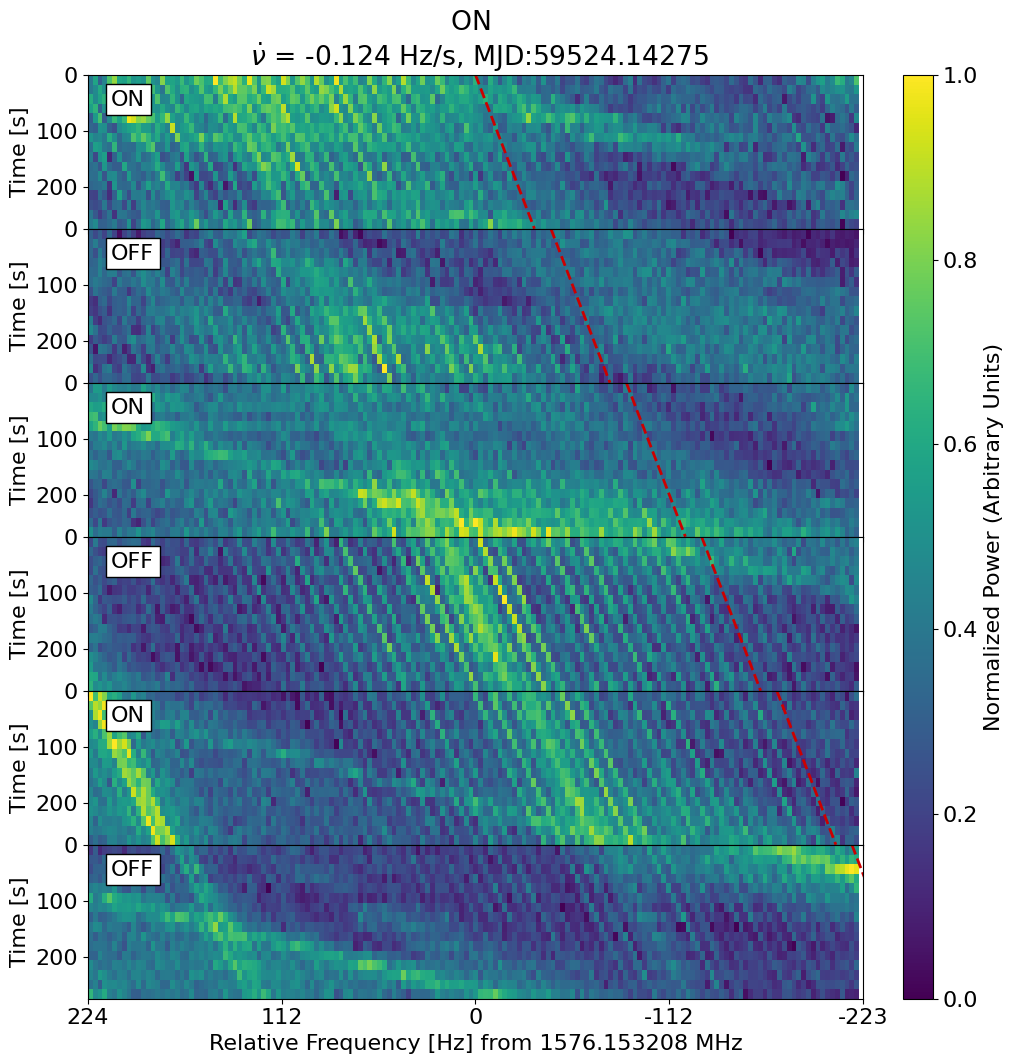 ON
ν̇ = -0.124 Hz/s, MJD:59524.14275
0
ON
100
Time [s]
200
0
OFF
100
Time [s]
200
0
ON
100
Time [s]
200
0
OFF
100
Time [s]
200
0
ON
100
Time [s]
200
0
OFF
100
Time [s]
200
224 112 0 -112 -223
Relative Frequency [Hz] from 1576.153208 MHz
1.0
0.8
0.6
0.4
0.2
0.0
Normalized Power (Arbitrary Units)